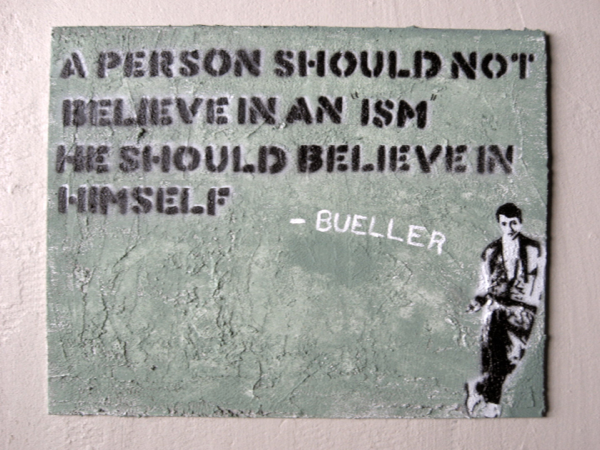 A PERSON SHOULD NOT
BELIEVE IN AN "ISM"
HE SHOULD BELIEVE IN
HIMSELF
- BUELLER